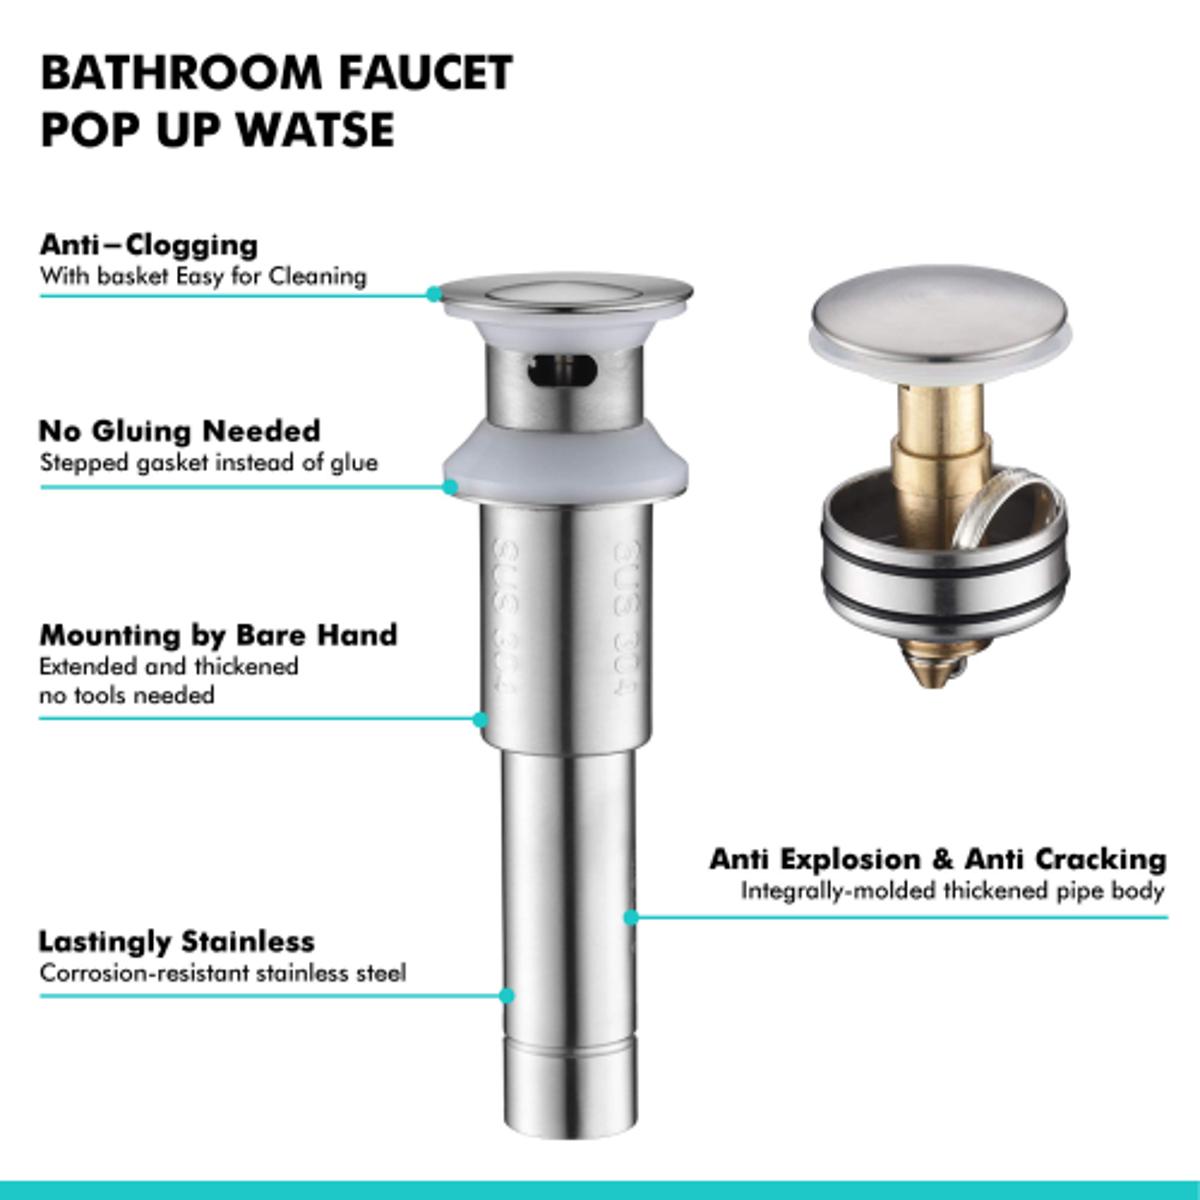 BATHROOM FAUCET
POP UP WATSE
Anti–Clogging
With basket Easy for Cleaning
No Gluing Needed
Stepped gasket instead of glue
SUS 304
SUS 304
Mounting by Bare Hand
Extended and thickened
no tools needed
Anti Explosion & Anti Cracking
Integrally-molded thickened pipe body
Lastingly Stainless
Corrosion-resistant stainless steel